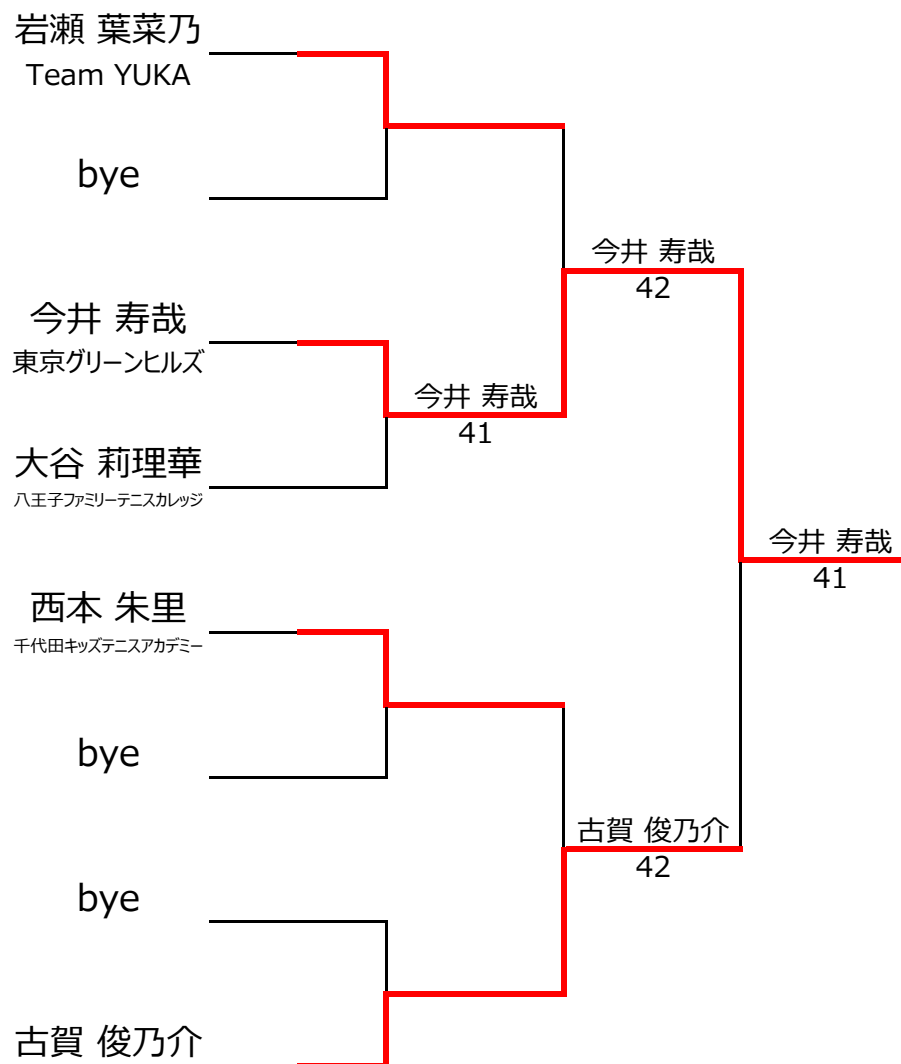 岩瀬 葉菜乃
Team YUKA
bye
今井 寿哉
42
今井 寿哉
東京グリーンヒルズ
今井 寿哉
41
大谷 莉理華
八王子ファミリーテニスカレッジ
今井 寿哉
41
西本 朱里
千代田キッズテニスアカデミー
bye
古賀 俊乃介
42
bye
古賀 俊乃介